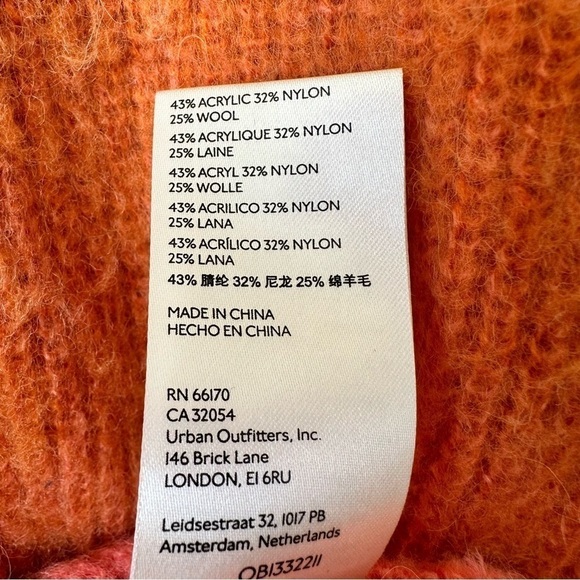 43% ACRYLIC 32% NYLON
25% WOOL
43% ACRYLIQUE 32% NYLON
25% LAINE
43% ACRYL 32% NYLON
25% WOLLE
43% ACRILICO 32% NYLON
25% LANA
43% ACRÍLICO 32% NYLON
25% LANA
43% 腈纶 32% 尼龙 25% 绵羊毛
MADE IN CHINA
HECHO EN CHINA
RN 66170
CA 32054
Urban Outfitters, Inc.
146 Brick Lane
LONDON, E1 6RU
Leidsestraat 32, 1017 PB
Amsterdam, Netherlands
OB1332211